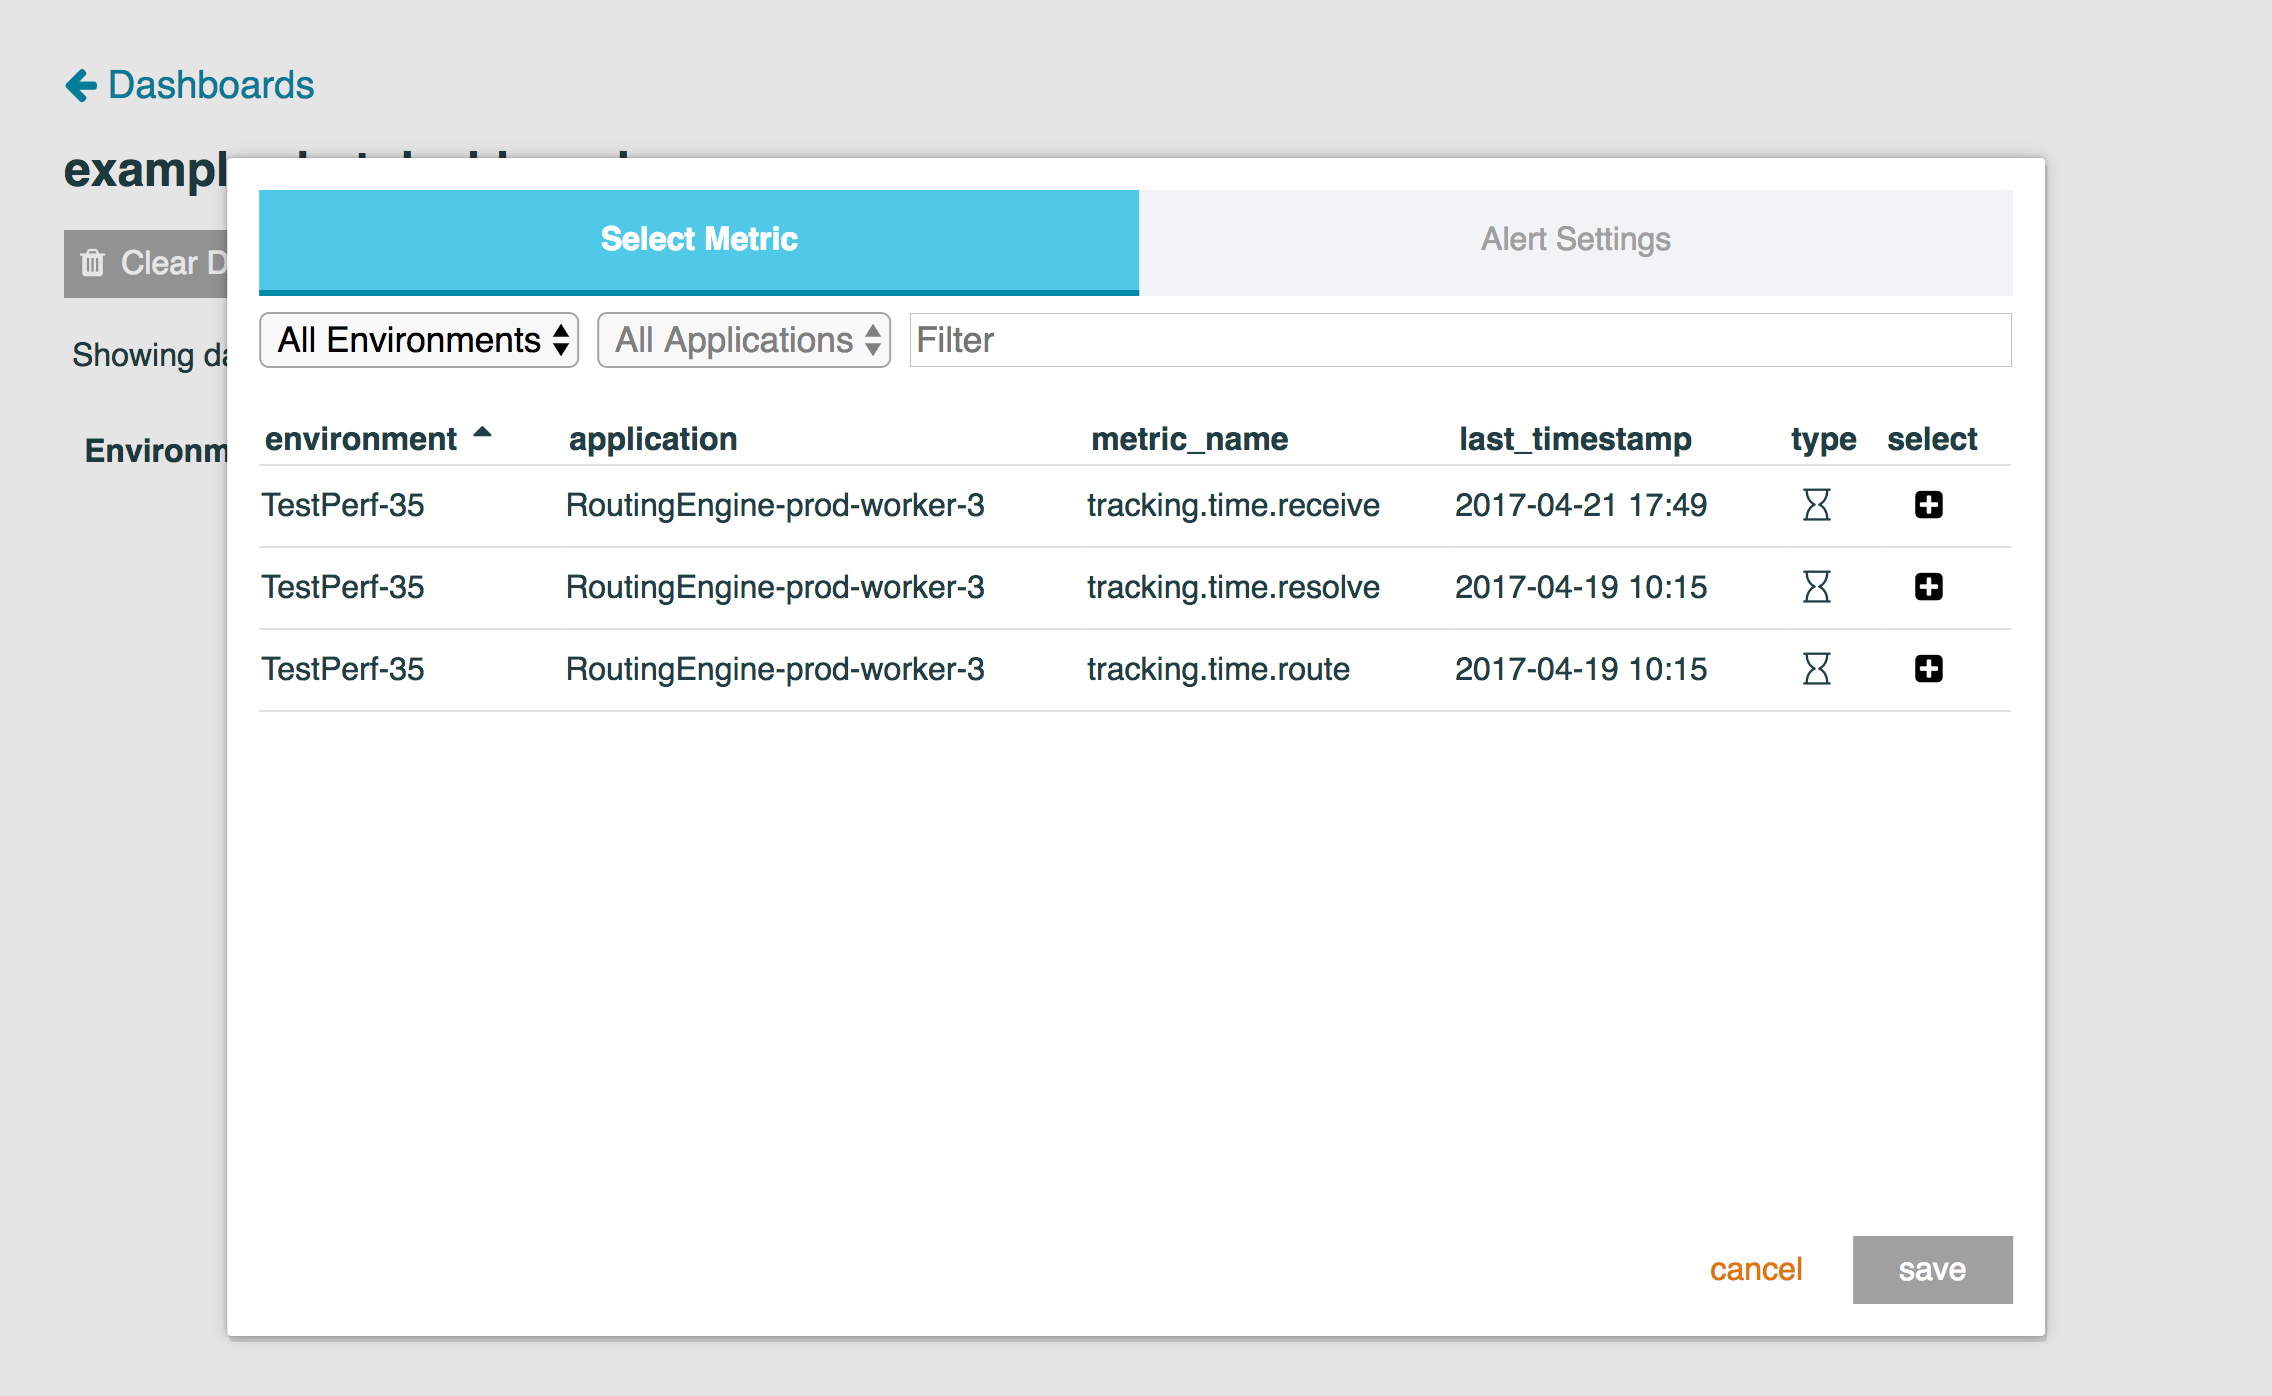 Dashboards
Select Metric
Alert Settings
Clear
Showing
All Environments
All Applications
Filter
environment application metric_name last_timestamp type select
TestPerf-35 RoutingEngine-prod-worker-3 tracking.time.receive 2017-04-21 17:49
TestPerf-35 RoutingEngine-prod-worker-3 tracking.time.resolve 2017-04-19 10:15
TestPerf-35 RoutingEngine-prod-worker-3 tracking.time.route 2017-04-19 10:15
cancel
save